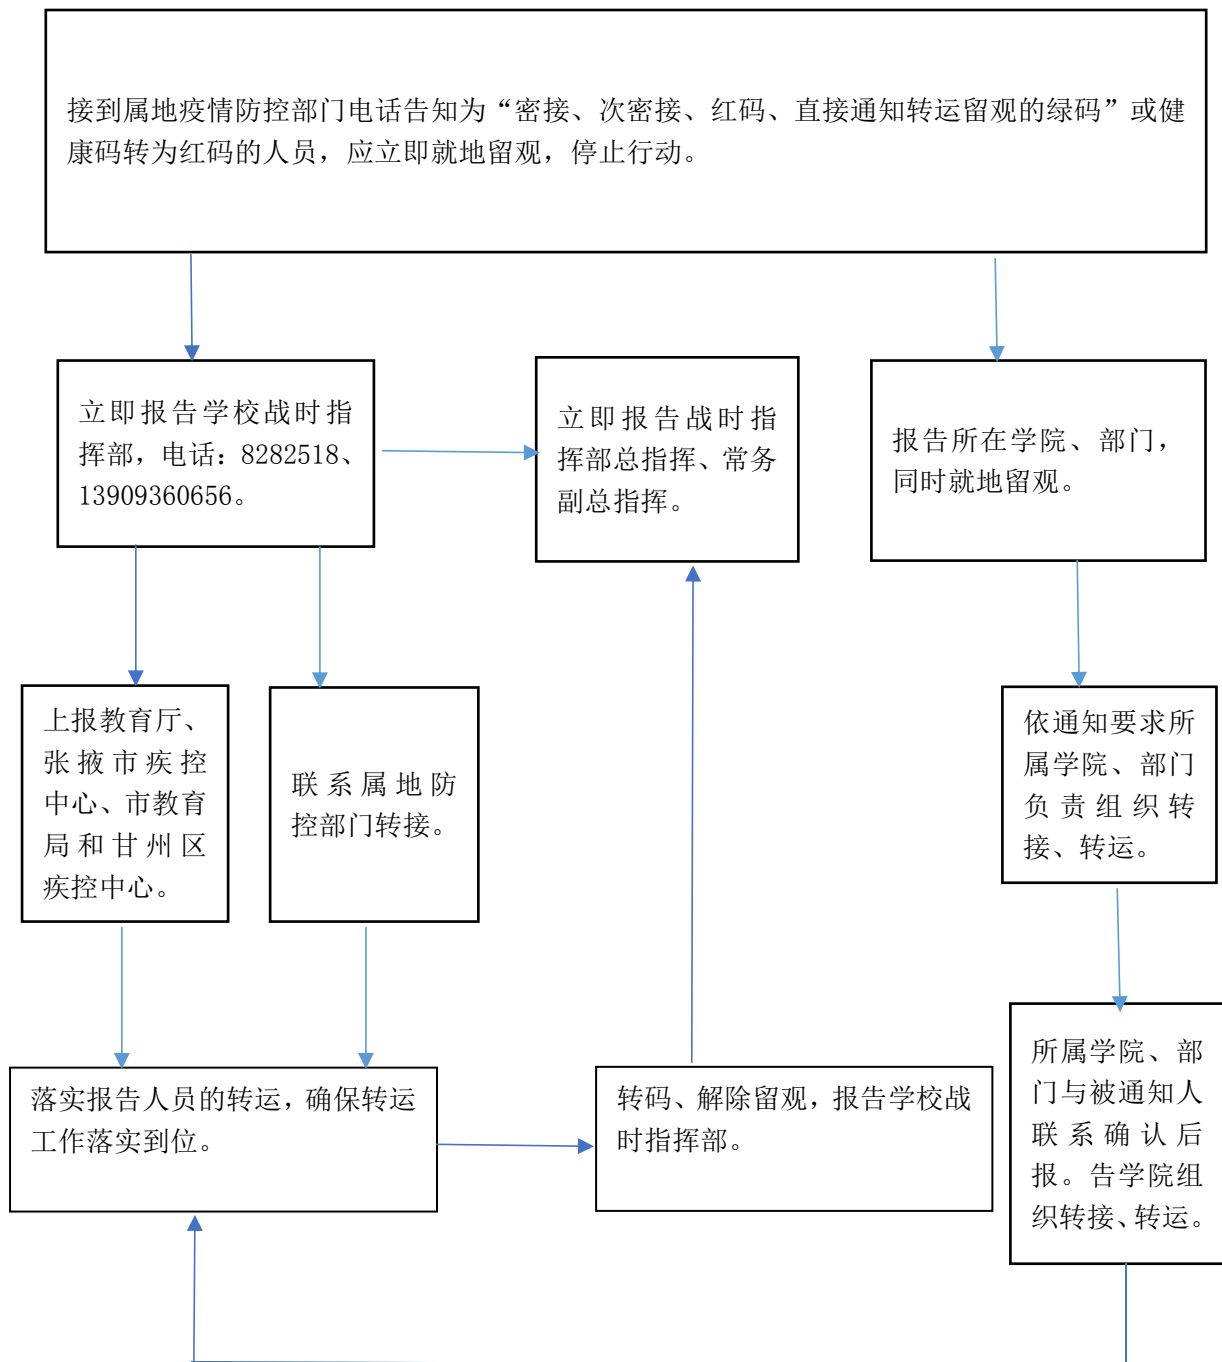 接到属地疫情防控部门电话告知为“密接、次密接、红码、直接通知转运留观的绿码”或健
康码转为红码的人员，应立即就地留观，停止行动。
立即报告学校战时指
挥部，电话：8282518、
13909360656。
立即报告战时指
挥部总指挥、常务
副总指挥。
报告所在学院、部门，
同时就地留观。
上报教育厅、
张掖市疾控
中心、市教育
局和甘州区
疾控中心。
联系属地防
控部门转接。
依通知要求所
属学院、部门
负责组织转
接、转运。
落实报告人员的转运，确保转运
工作落实到位。
转码、解除留观，报告学校战
时指挥部。
所属学院、部
门与被通知人
联系确认后
报。告学院组
织转接、转运。